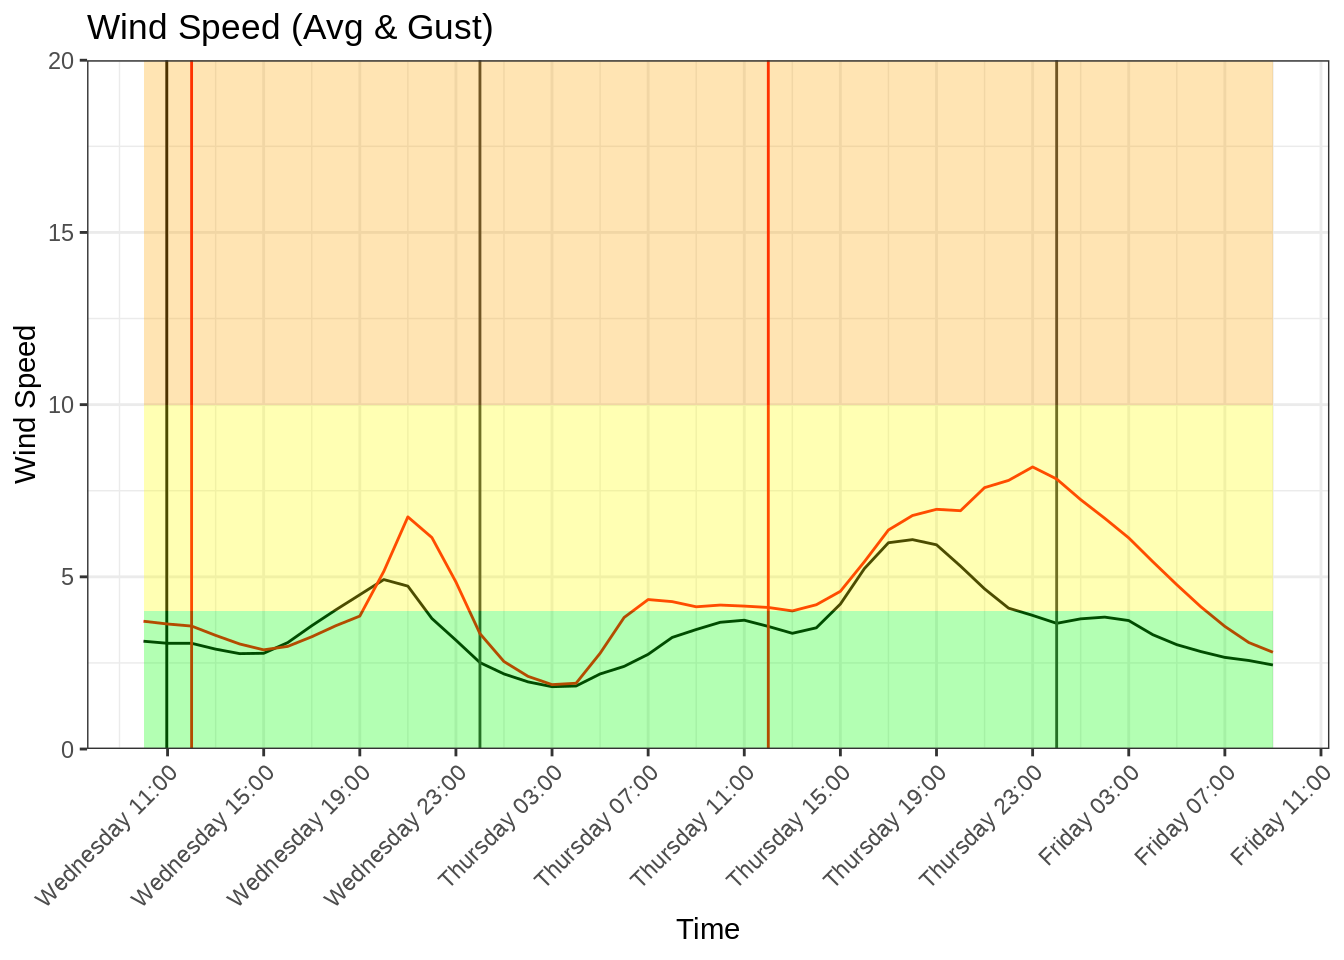 Wind Speed (Avg & Gust)
20
15
10
5
0
Wind Speed
Wednesday 11:00
Wednesday 15:00
Wednesday 19:00
Wednesday 23:00
Thursday 03:00
Thursday 07:00
Thursday 11:00
Thursday 15:00
Thursday 19:00
Thursday 23:00
Friday 03:00
Friday 07:00
Friday 11:00
Time